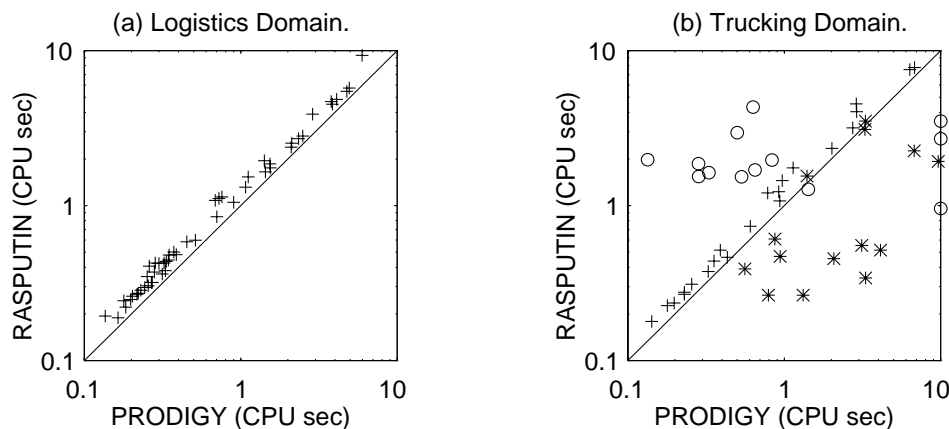 (a) Logistics Domain.
10
1
0.1
RASPUTIN (CPU sec)
0.1 1 10
PRODIGY (CPU sec)
(b) Trucking Domain.
10
1
0.1
RASPUTIN (CPU sec)
0.1 1 10
PRODIGY (CPU sec)